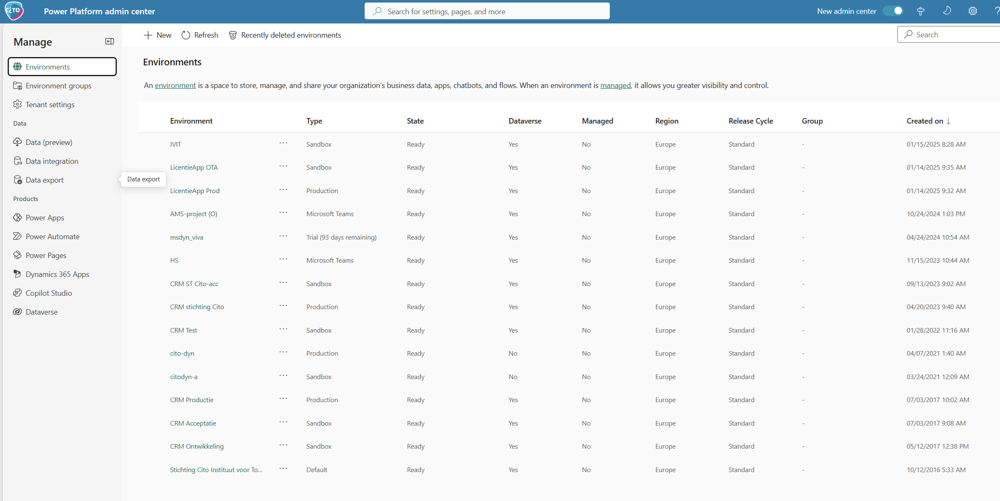 CITO
Power Platform admin center
Search for settings, pages, and more
New admin center
?
Manage
Environments
Environment groups
Tenant settings
Data
Data (preview)
Data integration
Data export
Products
Power Apps
Power Automate
Power Pages
Dynamics 365 Apps
Copilot Studio
Dataverse
Data export
New Refresh Recently deleted environments
Search
Environments
An environment is a space to store, manage, and share your organization’s business data, apps, chatbots, and flows. When an environment is managed, it allows you greater visibility and control.
Environment Type State Dataverse Managed Region Release Cycle Group Created on ↓
IVIT ... Sandbox Ready Yes No Europe Standard - 01/15/2025 8:28 AM
LicentieApp OTA ... Sandbox Ready Yes No Europe Standard - 01/14/2025 9:35 AM
LicentieApp Prod ... Production Ready Yes No Europe Standard - 01/14/2025 9:32 AM
AMS-project (O) ... Microsoft Teams Ready Yes No Europe Standard - 10/24/2024 1:03 PM
msdyn_viva ... Trial (93 days remaining) Ready Yes No Europe Standard - 04/24/2024 10:54 AM
HS ... Microsoft Teams Ready Yes No Europe Standard - 11/15/2023 10:44 AM
CRM ST Cito-acc ... Sandbox Ready Yes No Europe Standard - 09/13/2023 9:02 AM
CRM stichting Cito ... Production Ready Yes No Europe Standard - 04/20/2023 9:40 AM
CRM Test ... Sandbox Ready Yes No Europe Standard - 01/28/2022 11:16 AM
cito-dyn ... Production Ready No No Europe Standard - 04/07/2021 1:40 AM
citodyn-a ... Sandbox Ready No No Europe Standard - 03/24/2021 12:09 AM
CRM Productie ... Production Ready Yes No Europe Standard - 07/03/2017 10:02 AM
CRM Acceptatie ... Sandbox Ready Yes No Europe Standard - 07/03/2017 9:08 AM
CRM Ontwikkeling ... Sandbox Ready Yes No Europe Standard - 05/12/2017 12:38 PM
Stichting Cito Instituut voor To... ... Default Ready Yes No Europe Standard - 10/12/2016 5:33 AM